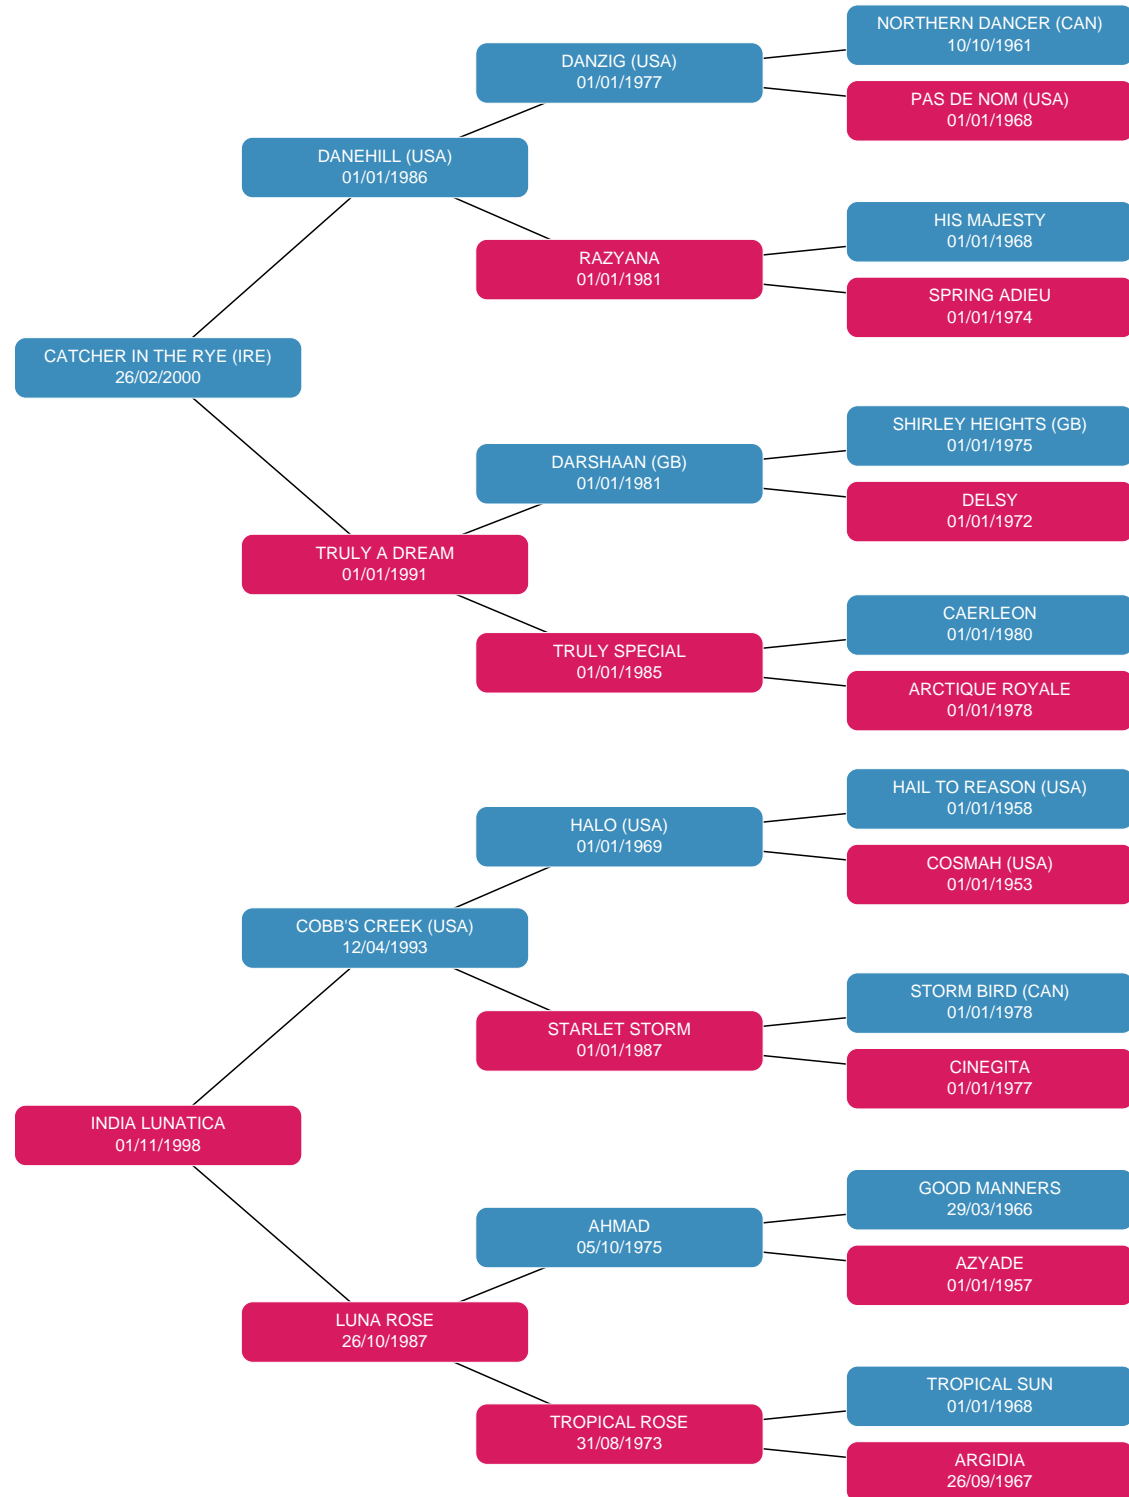 NORTHERN DANCER (CAN)
10/10/1961
DANZIG (USA)
01/01/1977
PAS DE NOM (USA)
01/01/1968
DANEHILL (USA)
01/01/1986
HIS MAJESTY
01/01/1968
RAZYANA
01/01/1981
SPRING ADIEU
01/01/1974
CATCHER IN THE RYE (IRE)
26/02/2000
SHIRLEY HEIGHTS (GB)
01/01/1975
DARSHAAN (GB)
01/01/1981
DELSY
01/01/1972
TRULY A DREAM
01/01/1991
CAERLEON
01/01/1980
TRULY SPECIAL
01/01/1985
ARCTIQUE ROYALE
01/01/1978
HAIL TO REASON (USA)
01/01/1958
HALO (USA)
01/01/1969
COSMAH (USA)
01/01/1953
COBB'S CREEK (USA)
12/04/1993
STORM BIRD (CAN)
01/01/1978
STARLET STORM
01/01/1987
CINEGITA
01/01/1977
INDIA LUNATICA
01/11/1998
GOOD MANNERS
29/03/1966
AHMAD
05/10/1975
AZYADE
01/01/1957
LUNA ROSE
26/10/1987
TROPICAL SUN
01/01/1968
TROPICAL ROSE
31/08/1973
ARGIDIA
26/09/1967